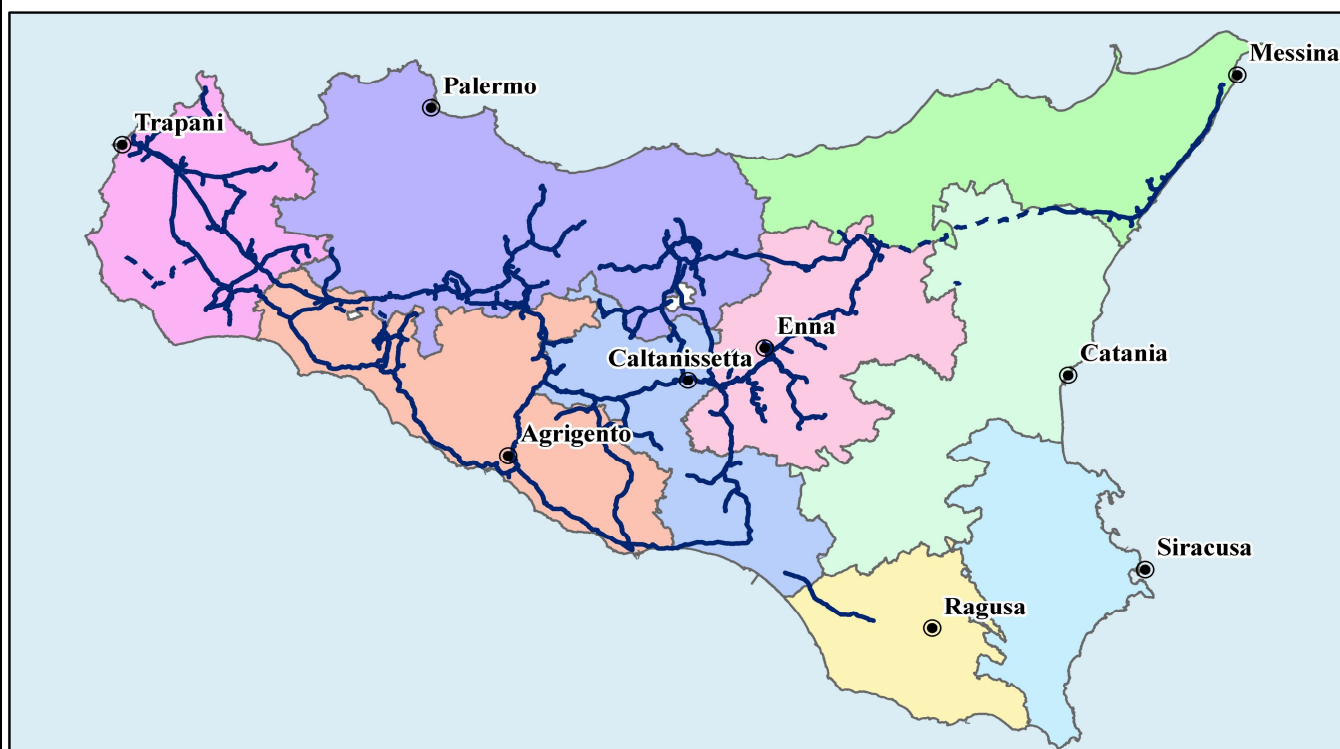 Messina
Palermo
Trapani
Enna
Caltanissetta
Catania
Agrigento
Siracusa
Ragusa